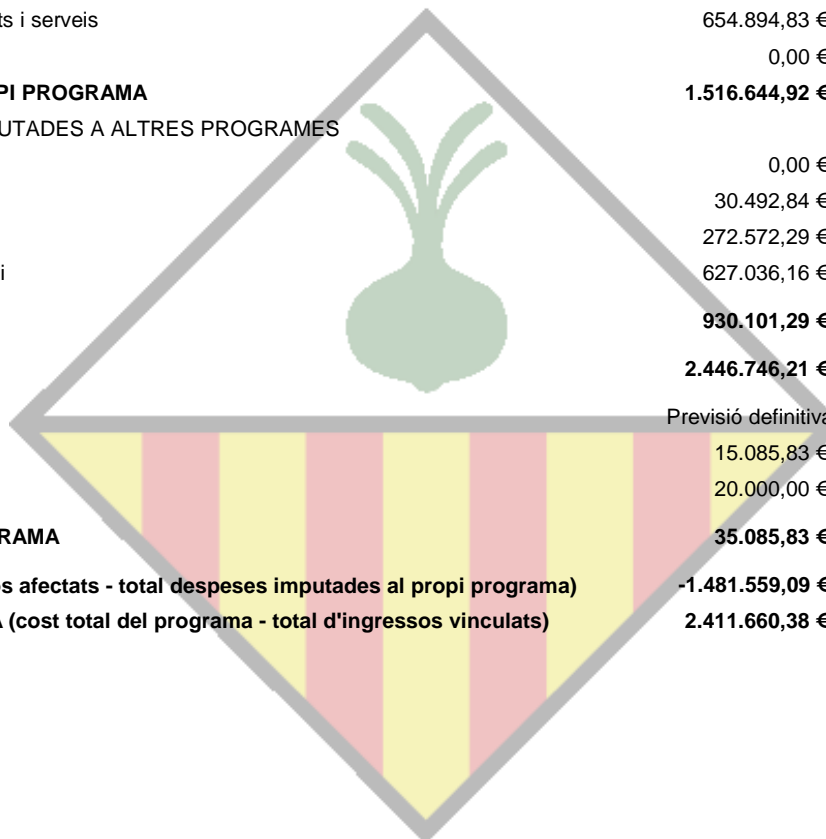 ts i serveis 654.894,83 €
0,00 €
PI PROGRAMA 1.516.644,92 €
UTADES A ALTRES PROGRAMES
0,00 €
30.492,84 €
272.572,29 €
i 627.036,16 €
930.101,29 €
2.446.746,21 €
Previsió definitiva
15.085,83 €
20.000,00 €
RAMA 35.085,83 €
s afectats - total despeses imputades al propi programa) -1.481.559,09 €
(cost total del programa - total d'ingressos vinculats) 2.411.660,38 €